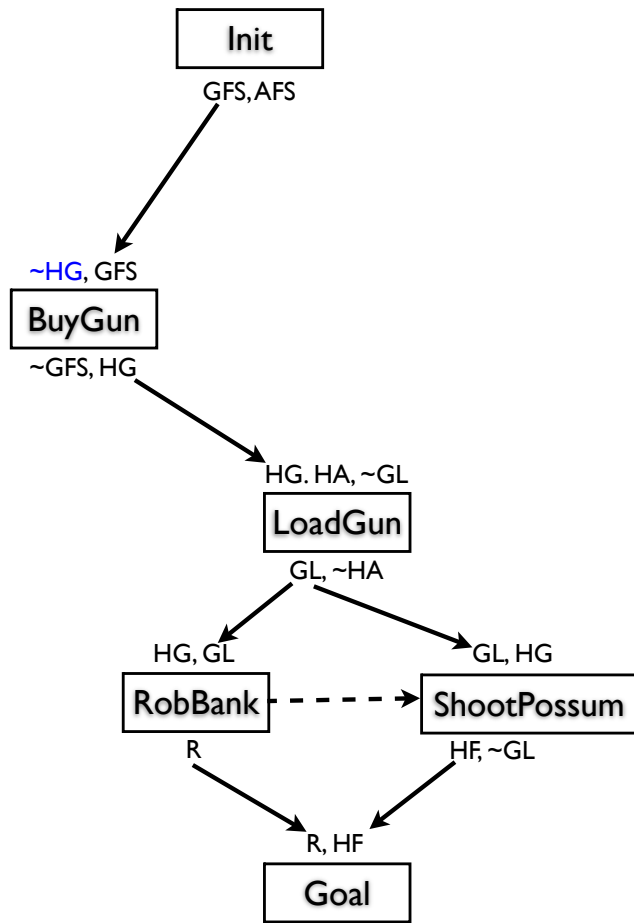 Init
GFS, AFS
~HG, GFS
BuyGun
~GFS, HG
HG. HA, ~GL
LoadGun
GL, ~HA
HG, GL
GL, HG
RobBank
ShootPossum
R
HF, ~GL
R, HF
Goal